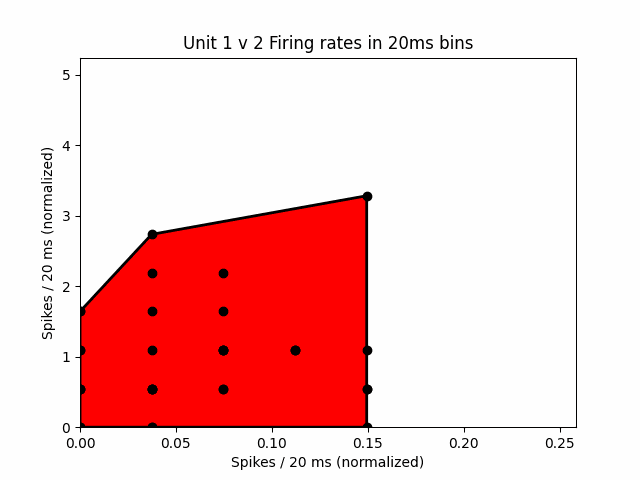 Unit 1 v 2 Firing rates in 20ms bins
Spikes / 20 ms (normalized)
5
4
3
2
1
0
0.00 0.05 0.10 0.15 0.20 0.25
Spikes / 20 ms (normalized)